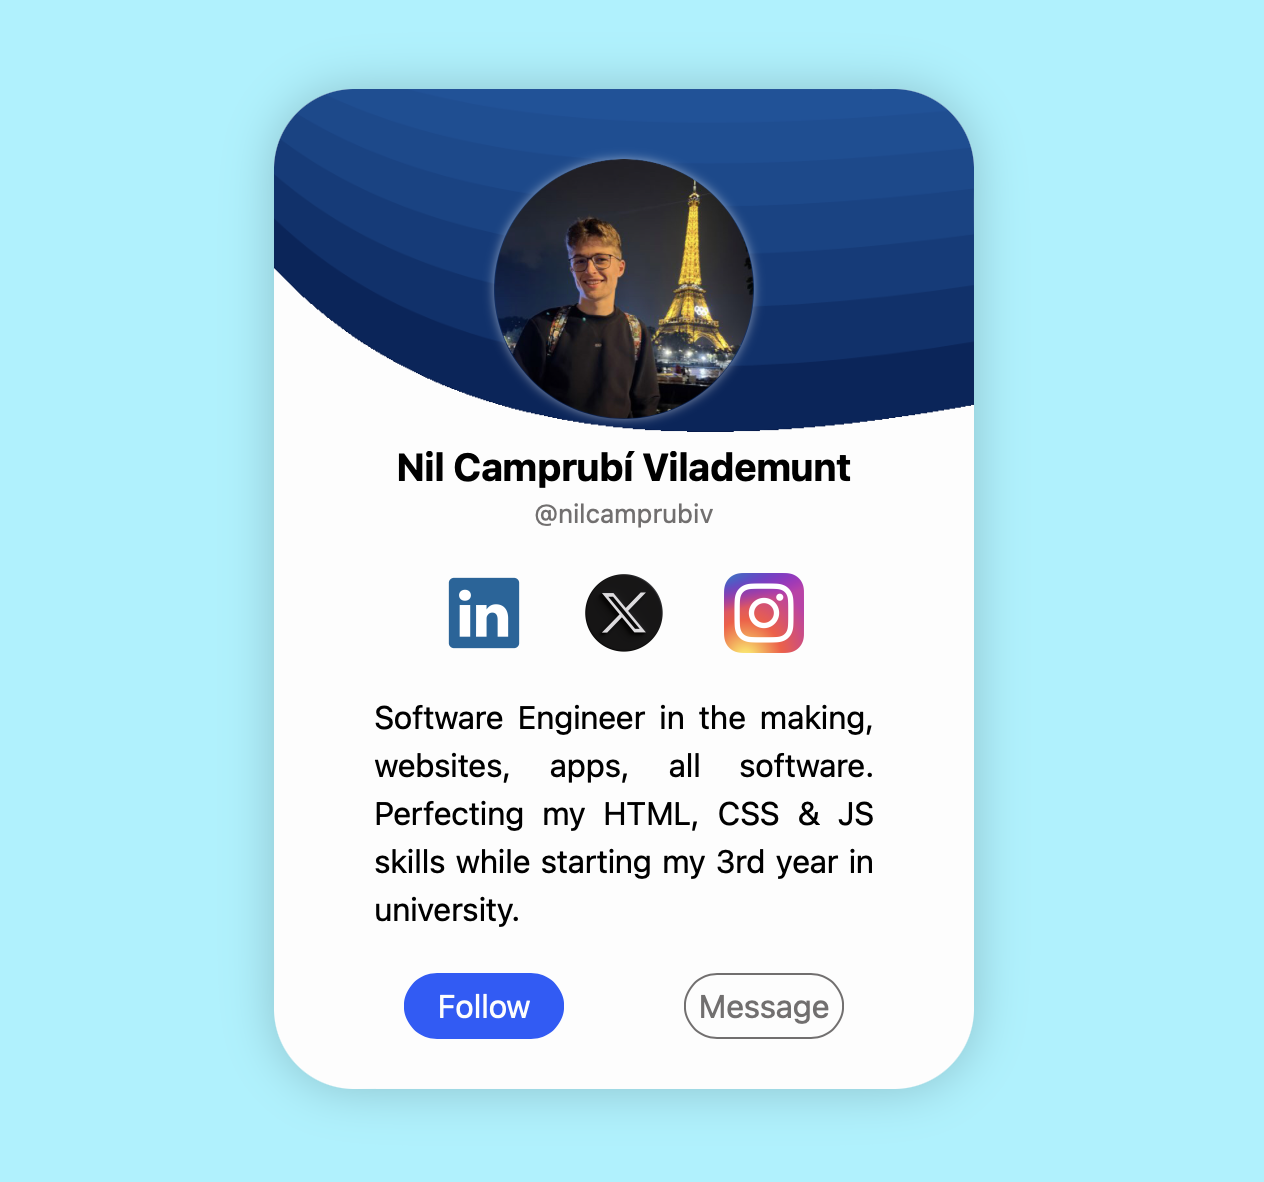 Nil Camprubí Vilademunt
@nilcamprubiv
in
X
Software Engineer in the making,
websites, apps, all software.
Perfecting my HTML, CSS & JS
skills while starting my 3rd year in
university.
Follow
Message